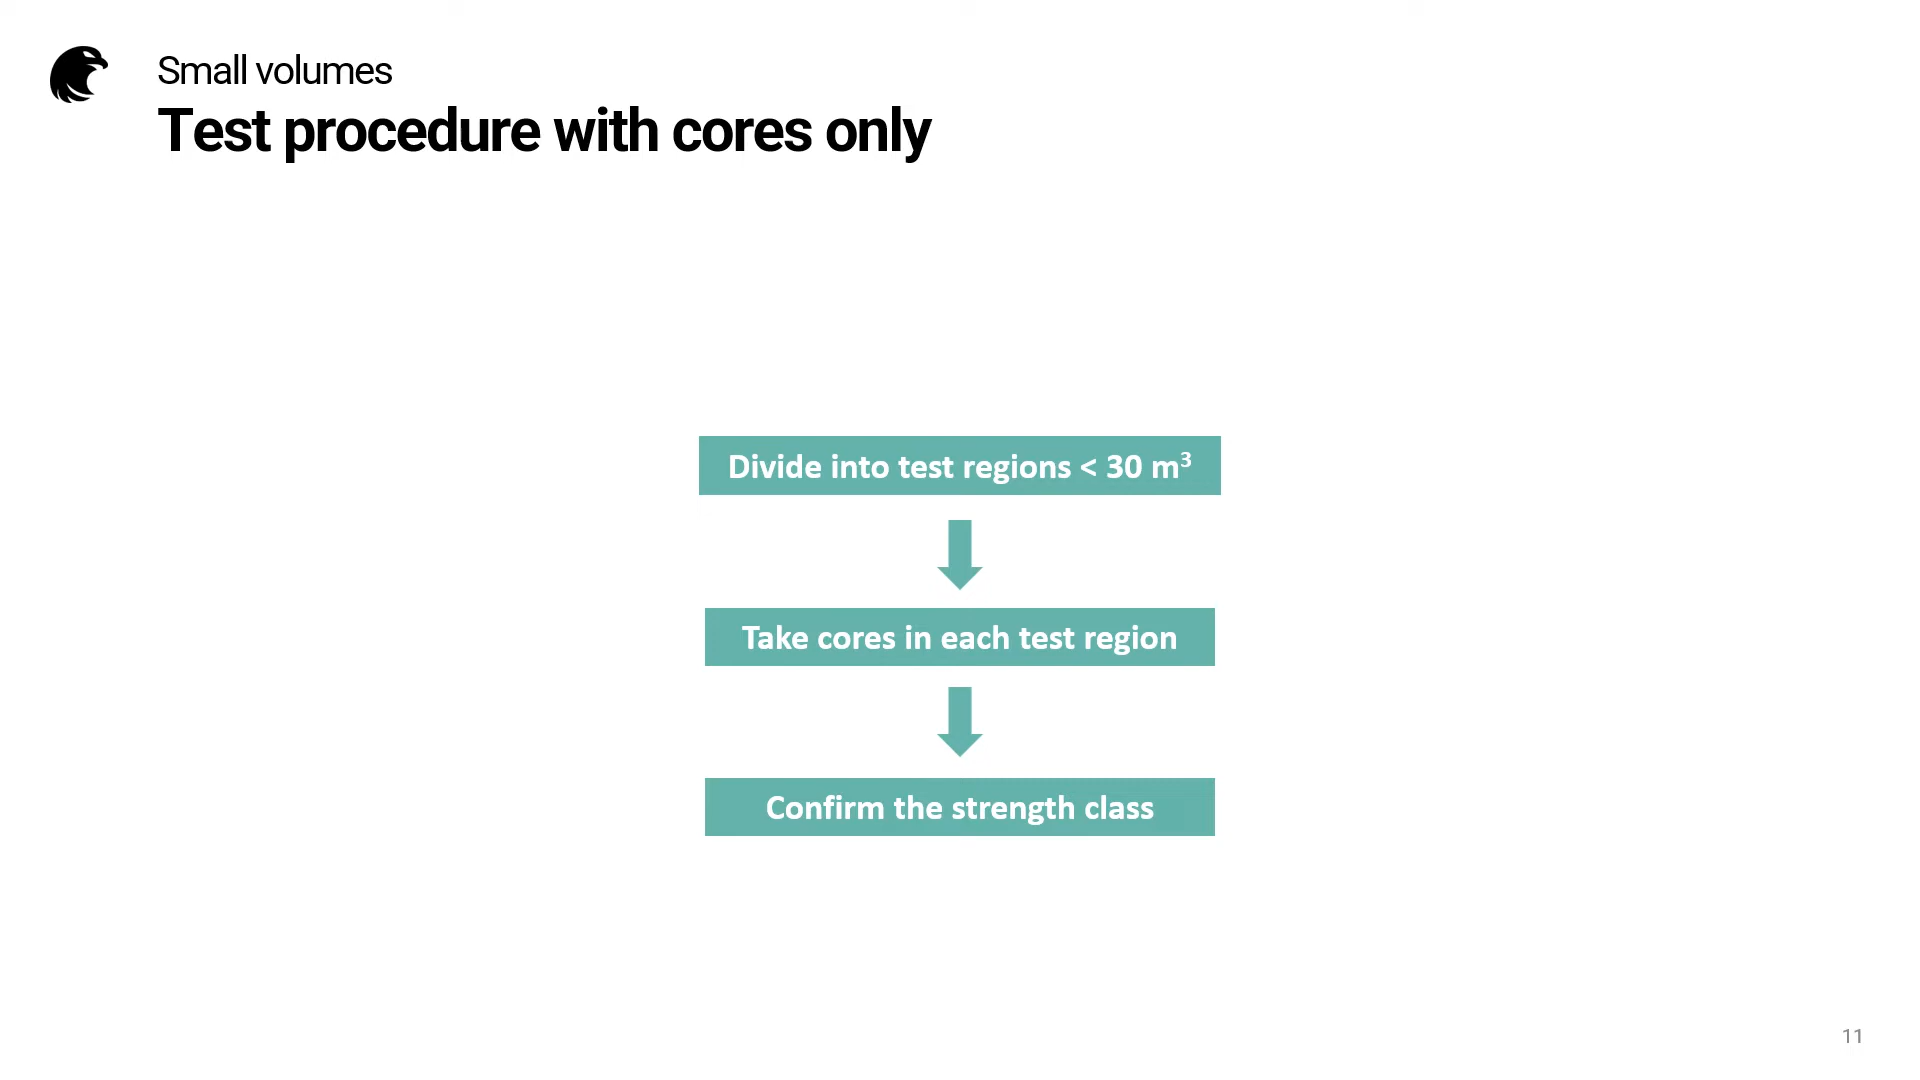 Small volumes
Test procedure with cores only
Divide into test regions < 30 m³
Take cores in each test region
Confirm the strength class
11